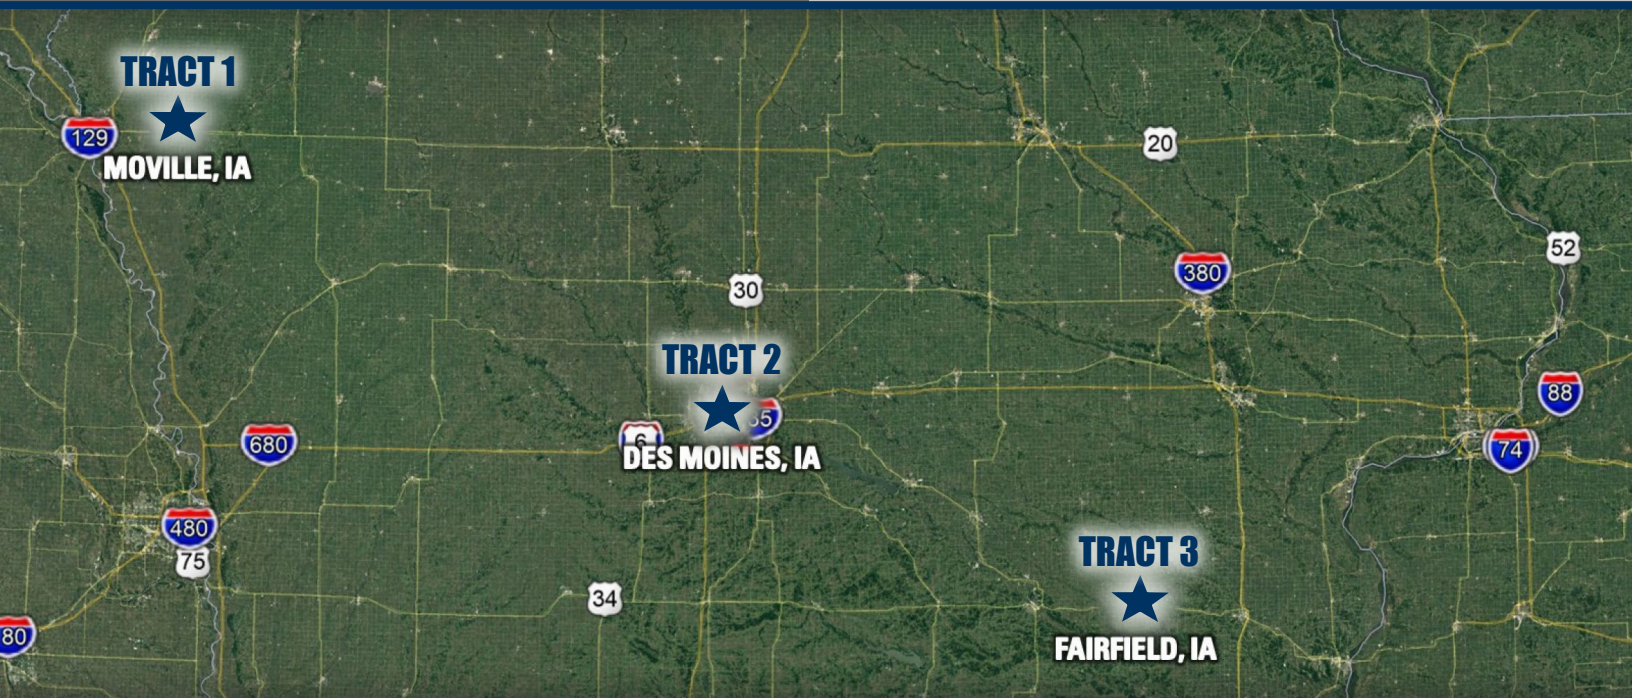 TRACT 1
129
MOVILLE, IA
20
52
380
30
TRACT 2
88
35
6
680
DES MOINES, IA
74
480
TRACT 3
75
34
80
FAIRFIELD, IA